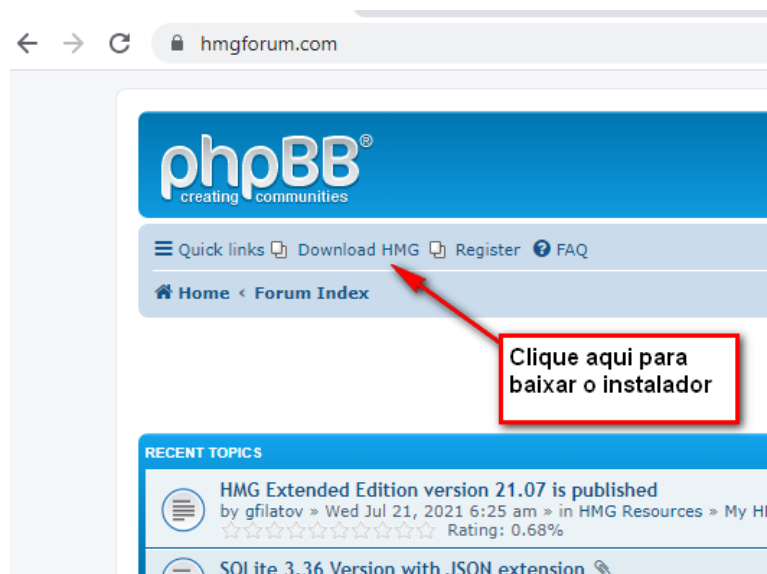 hmgforum.com
phpBB®
creating communities
Quick links Download HMG Register FAQ
Home ‹ Forum Index
Clique aqui para
baixar o instalador
RECENT TOPICS
HMG Extended Edition version 21.07 is published
by gfilatov » Wed Jul 21, 2021 6:25 am » in HMG Resources » My
Rating: 0.68%
SQLite 3.36 Version with JSON extension